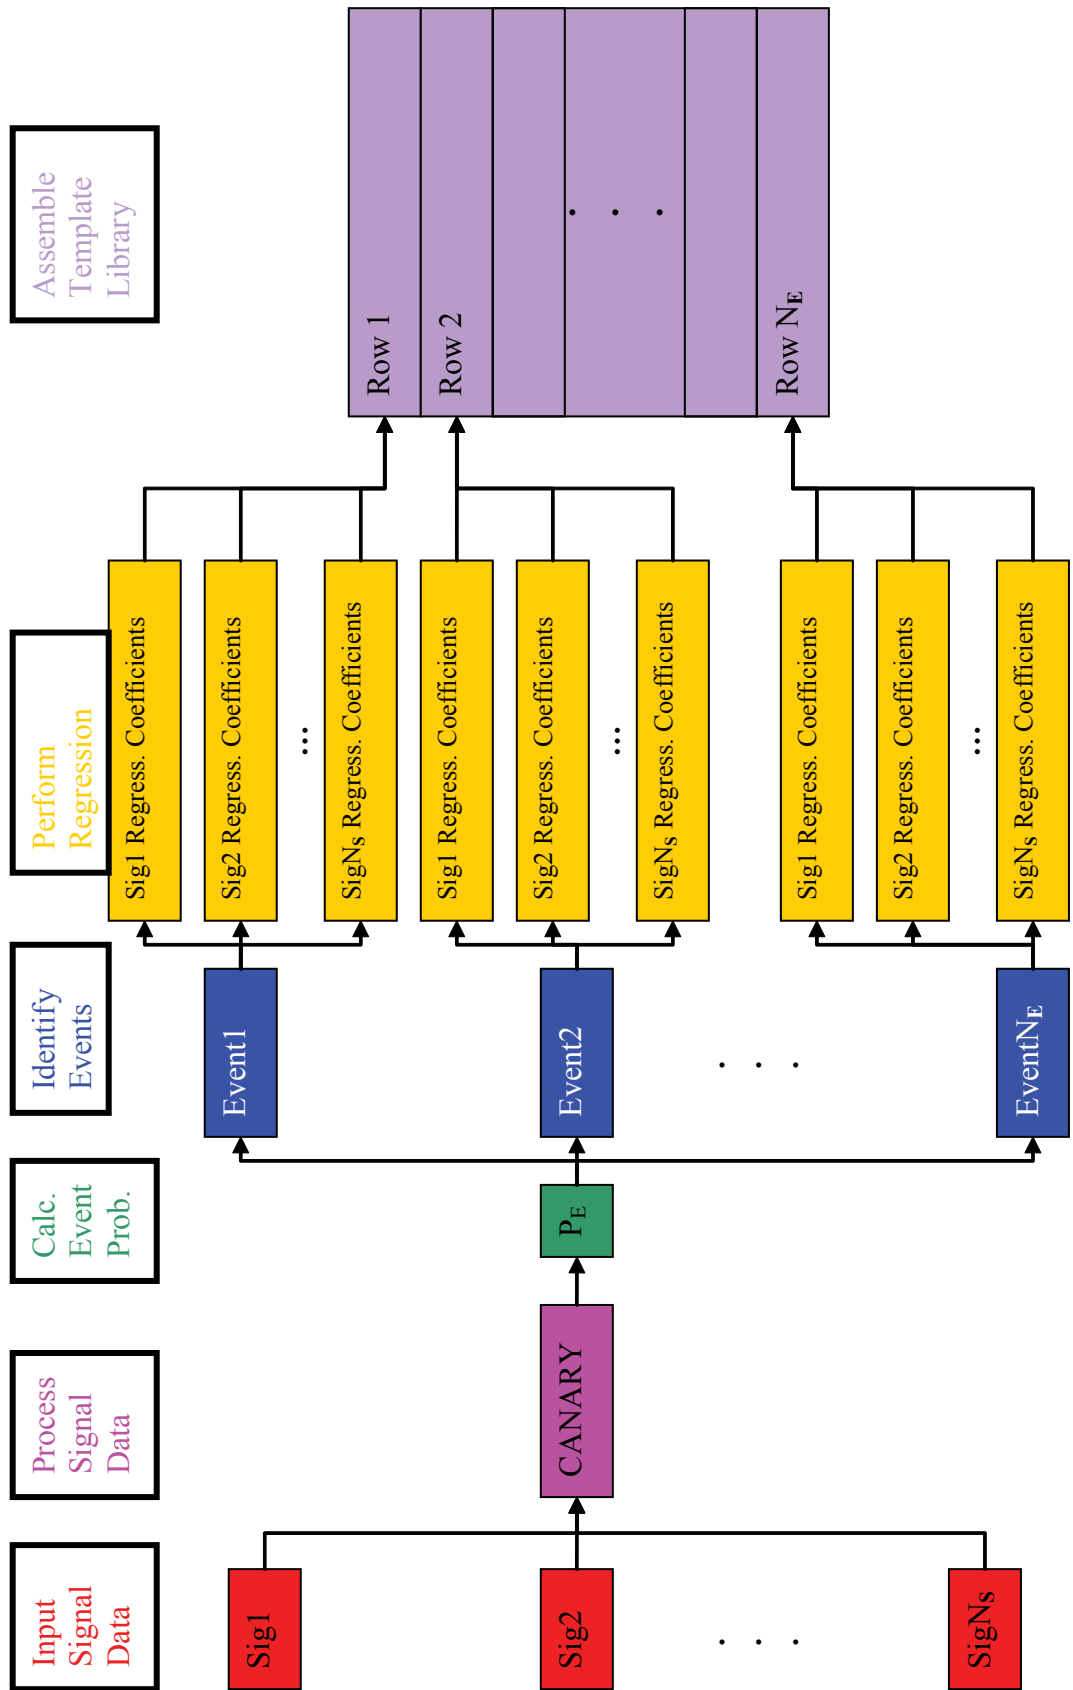 Input
Signal
Data
Process
Signal
Data
Calc.
Event
Prob.
Identify
Events
Perform
Regression
Assemble
Template
Library
Sig1
Sig2
. . .
SigNS
CANARY
PE
Event1
Event2
. . .
EventNE
Sig1 Regress. Coefficients
Sig2 Regress. Coefficients
...
SigNS Regress. Coefficients
Sig1 Regress. Coefficients
Sig2 Regress. Coefficients
...
SigNS Regress. Coefficients
Sig1 Regress. Coefficients
Sig2 Regress. Coefficients
...
SigNS Regress. Coefficients
Row 1
Row 2
. . .
Row NE